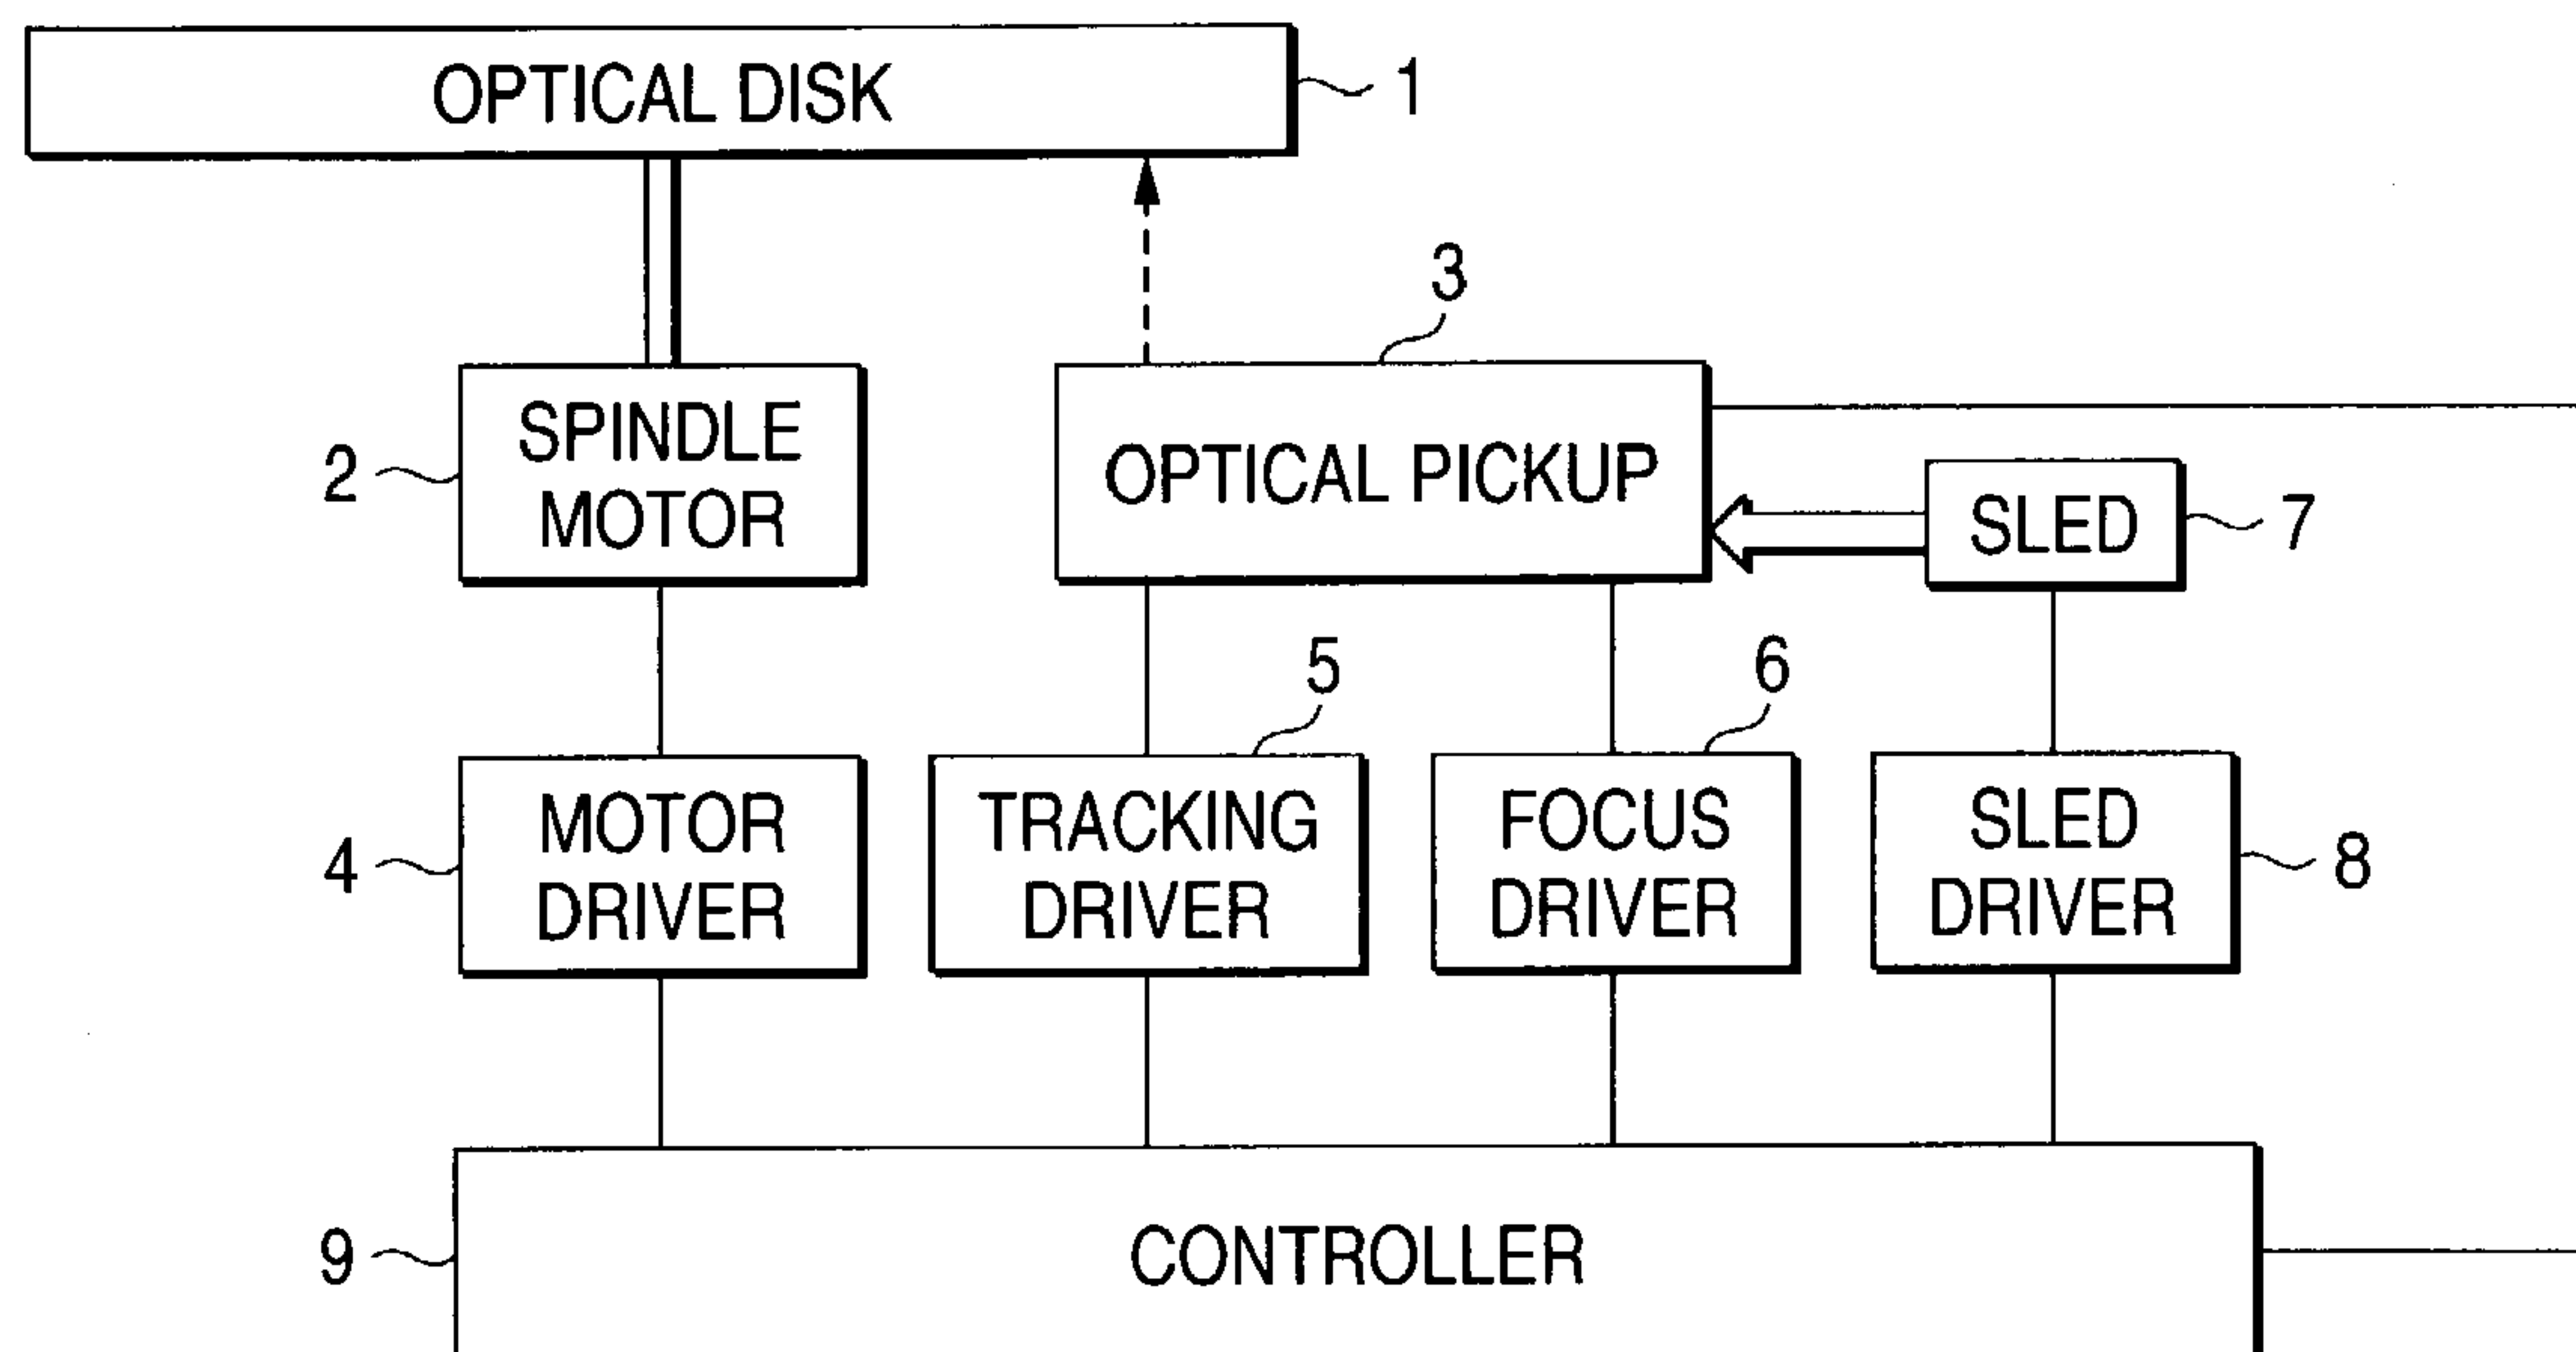 OPTICAL DISK
1
3
SPINDLE
MOTOR
2
OPTICAL PICKUP
SLED
7
5
6
MOTOR
DRIVER
4
TRACKING
DRIVER
FOCUS
DRIVER
SLED
DRIVER
8
CONTROLLER
9